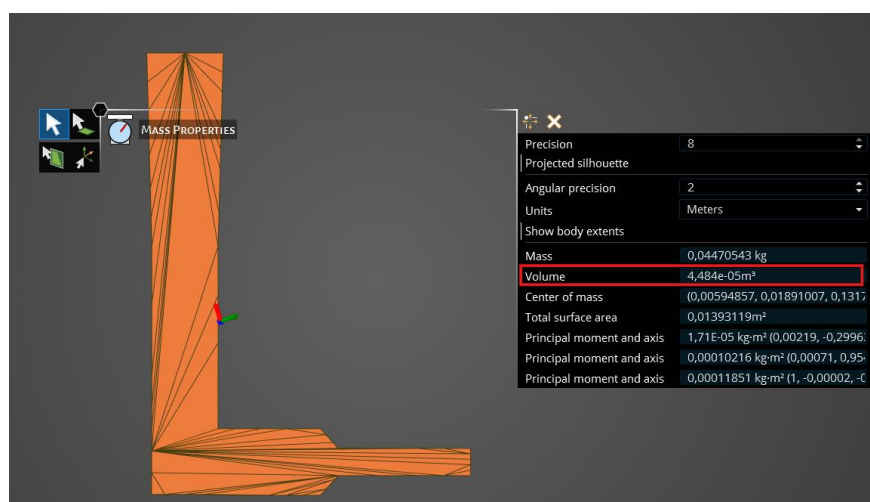 MASS PROPERTIES
Precision 8
Projected silhouette
Angular precision 2
Units Meters
Show body extents
Mass 0,04470543 kg
Volume 4,484e-05m³
Center of mass (0,00594857, 0,01891007, 0,1317
Total surface area 0,01393119m²
Principal moment and axis 1,71E-05 kg·m² (0,00219, -0,2996
Principal moment and axis 0,00010216 kg·m² (0,00071, 0,95
Principal moment and axis 0,00011851 kg·m² (1, -0,00002, -0